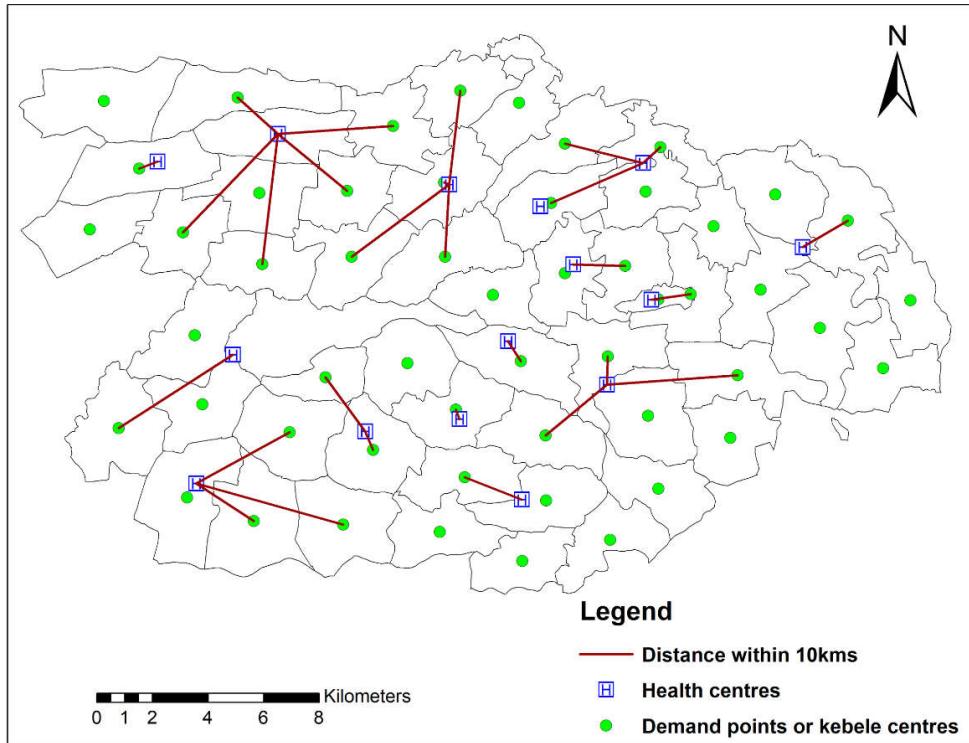 N
Legend
Distance within 10kms
H Health centres
Demand points or kebele centres
Kilometers
0 1 2 4 6 8